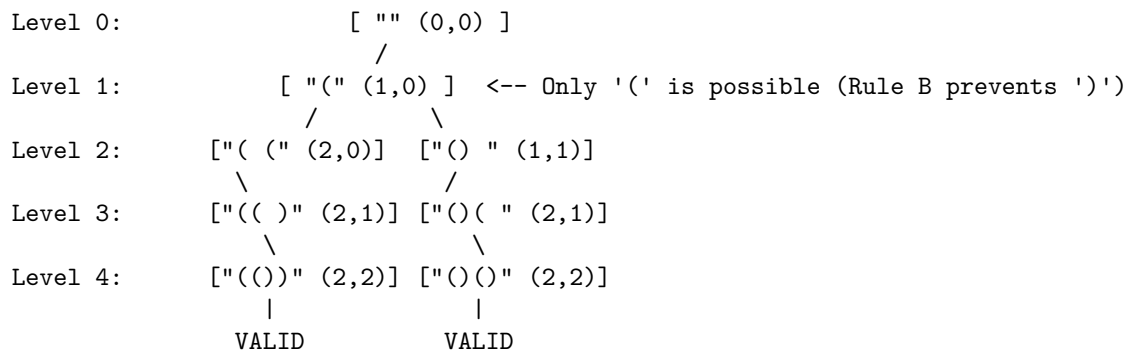 Level 0:                    [ "" (0,0) ]
                              /
Level 1:              [ "(" (1,0) ]  <-- Only '(' is possible (Rule B prevents ')')
                        /         \
Level 2:       ["( (" (2,0)]  ["() " (1,1)]
                 \                /
Level 3:       ["(( )" (2,1)] ["()( " (2,1)]
                   \                \
Level 4:       ["(())" (2,2)] ["()()" (2,2)]
                   |                |
                 VALID            VALID